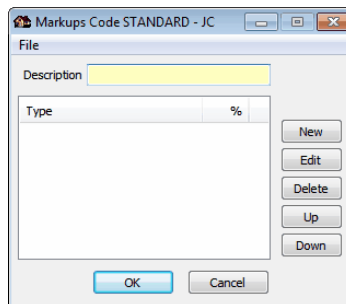 Markups Code STANDARD - JC
File
Description
Type %
New
Edit
Delete
Up
Down
OK Cancel